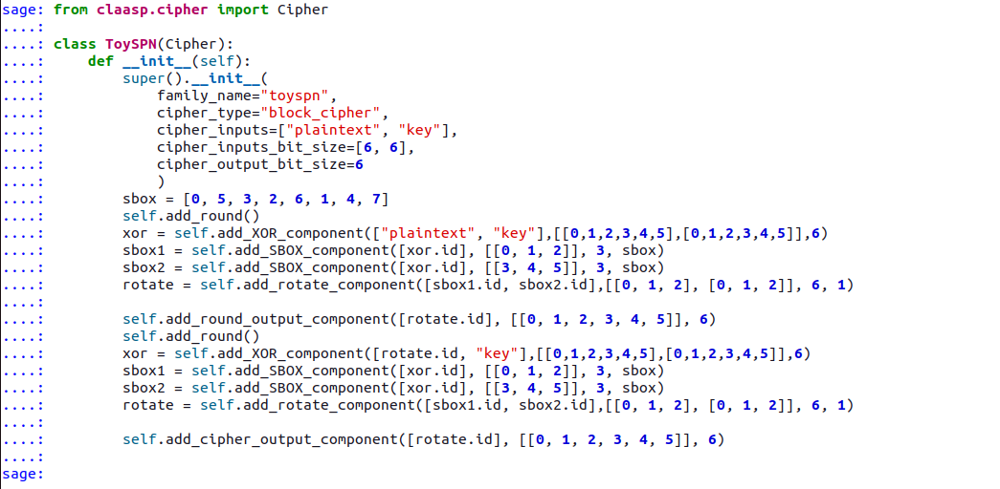 sage: from claasp.cipher import Cipher
....:
....: class ToySPN(Cipher):
....:     def __init__(self):
....:         super().__init__(
....:             family_name="toyspn",
....:             cipher_type="block_cipher",
....:             cipher_inputs=["plaintext", "key"],
....:             cipher_inputs_bit_size=[6, 6],
....:             cipher_output_bit_size=6
....:             )
....:         sbox = [0, 5, 3, 2, 6, 1, 4, 7]
....:         self.add_round()
....:         xor = self.add_XOR_component(["plaintext", "key"],[[0,1,2,3,4,5],[0,1,2,3,4,5]],6)
....:         sbox1 = self.add_SBOX_component([xor.id], [[0, 1, 2]], 3, sbox)
....:         sbox2 = self.add_SBOX_component([xor.id], [[3, 4, 5]], 3, sbox)
....:         rotate = self.add_rotate_component([sbox1.id, sbox2.id],[[0, 1, 2], [0, 1, 2]], 6, 1)
....:
....:         self.add_round_output_component([rotate.id], [[0, 1, 2, 3, 4, 5]], 6)
....:         self.add_round()
....:         xor = self.add_XOR_component([rotate.id, "key"],[[0,1,2,3,4,5],[0,1,2,3,4,5]],6)
....:         sbox1 = self.add_SBOX_component([xor.id], [[0, 1, 2]], 3, sbox)
....:         sbox2 = self.add_SBOX_component([xor.id], [[3, 4, 5]], 3, sbox)
....:         rotate = self.add_rotate_component([sbox1.id, sbox2.id],[[0, 1, 2], [0, 1, 2]], 6, 1)
....:
....:         self.add_cipher_output_component([rotate.id], [[0, 1, 2, 3, 4, 5]], 6)
....:
sage: